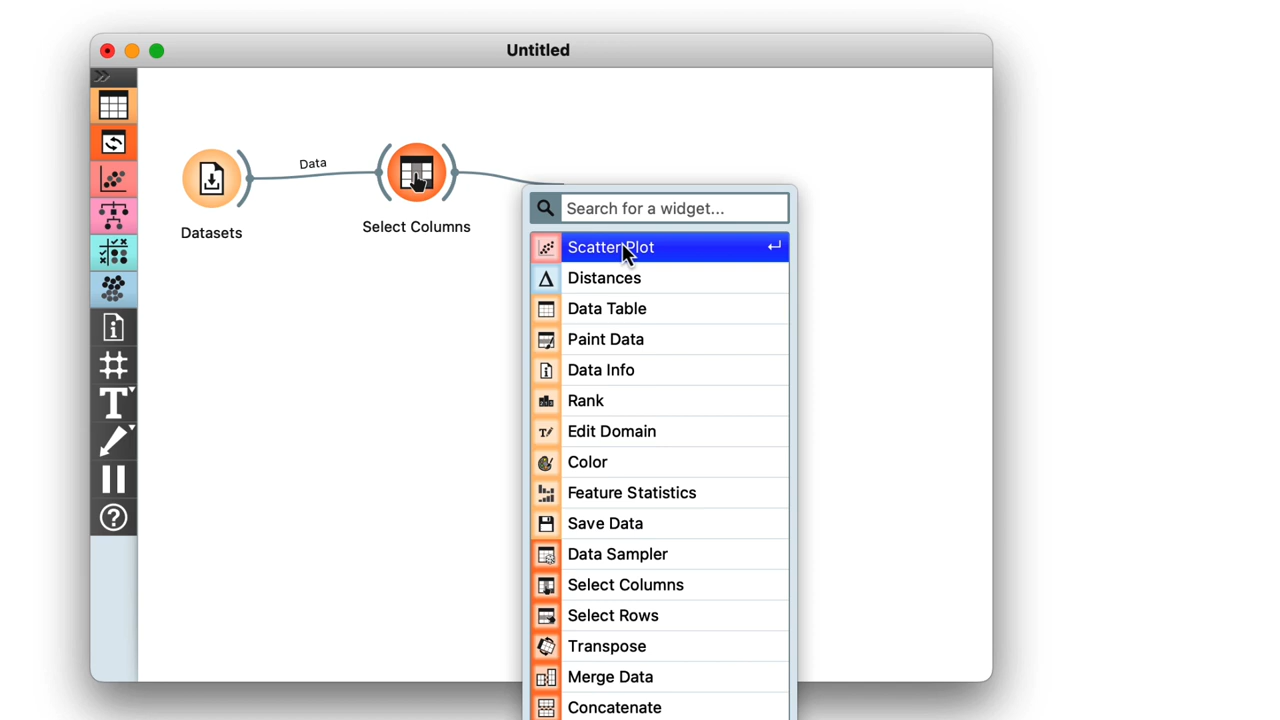 Untitled
Data
Datasets
Select Columns
Search for a widget...
Scatter Plot
Distances
Data Table
Paint Data
Data Info
Rank
Edit Domain
Color
Feature Statistics
Save Data
Data Sampler
Select Columns
Select Rows
Transpose
Merge Data
Concatenate